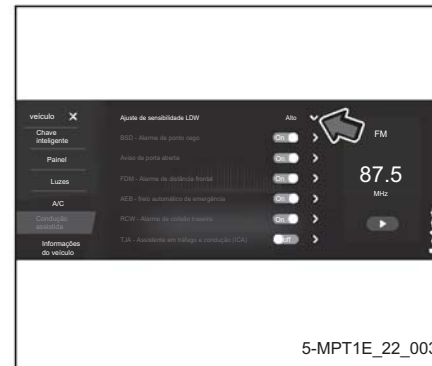 veículo X
Chave
inteligente
Painel
Luzes
A/C
Condução
assistida
Informações
do veículo
Ajuste de sensibilidade LDW Alto
BSD - Alarme de ponto cego On
Aviso de porta aberta On
FDM - Alarme de distância frontal On
AEB - freio automático de emergência On
RCW - Alarme de colisão traseira On
TJA - Assistente em tráfego e condução (ICA) Off
FM
87.5
MHz
5-MPT1E_22_003